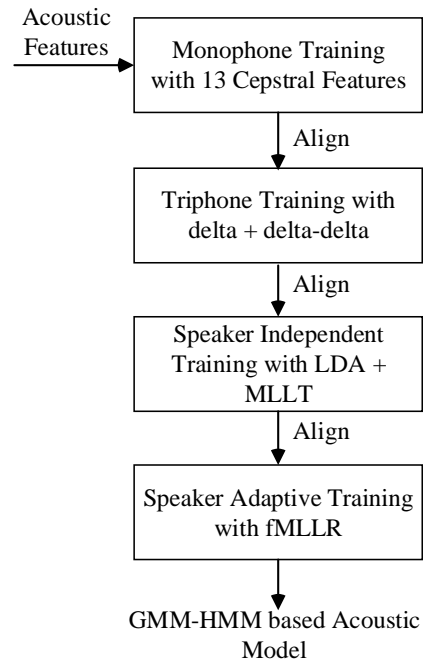 Acoustic
Features
Monophone Training
with 13 Cepstral Features
Align
Triphone Training with
delta + delta-delta
Align
Speaker Independent
Training with LDA +
MLLT
Align
Speaker Adaptive Training
with fMLLR
GMM-HMM based Acoustic
Model